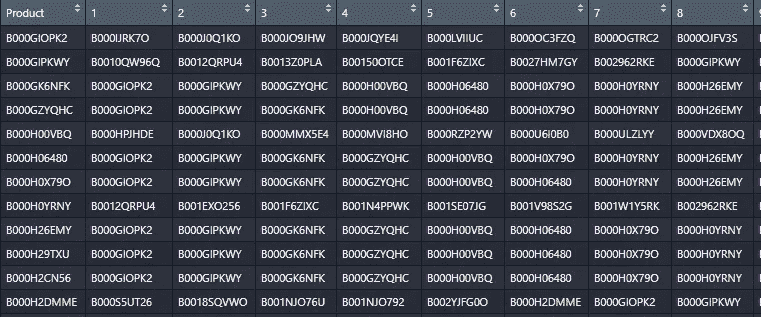 Product 1 2 3 4 5 6 7 8
B000GIOPK2 B000IJRK7O B000J0Q1KO B000JO9JHW B000JQYE4I B000LVIIUC B000OC3FZQ B000OGTRC2 B000OJFV3S
B000GIPKWY B0010QW96Q B0012QRPU4 B0013Z0PLA B00150OTCE B001F6ZIXC B0027HM7GY B002962RKE B000GIPKWY
B000GK6NFK B000GIOPK2 B000GIPKWY B000GZYQHC B000H00VBQ B000H06480 B000H0X79O B000H0YRNY B000H26EMY
B000GZYQHC B000GIOPK2 B000GIPKWY B000GK6NFK B000H00VBQ B000H06480 B000H0X79O B000H0YRNY B000H26EMY
B000H00VBQ B000HPJHDE B000J0Q1KO B000MMX5E4 B000MVI8HO B000RZP2YW B000U6I0B0 B000ULZLYY B000VDX8OQ
B000H06480 B000GIOPK2 B000GIPKWY B000GK6NFK B000GZYQHC B000H00VBQ B000H0X79O B000H0YRNY B000H26EMY
B000H0X79O B000GIOPK2 B000GIPKWY B000GK6NFK B000GZYQHC B000H00VBQ B000H06480 B000H0YRNY B000H26EMY
B000H0YRNY B0012QRPU4 B001EXO256 B001F6ZIXC B001N4PPWK B001SE07JG B001V98S2G B001W1Y5RK B002962RKE
B000H26EMY B000GIOPK2 B000GIPKWY B000GK6NFK B000GZYQHC B000H00VBQ B000H06480 B000H0X79O B000H0YRNY
B000H29TXU B000GIOPK2 B000GIPKWY B000GK6NFK B000GZYQHC B000H00VBQ B000H06480 B000H0X79O B000H0YRNY
B000H2CN56 B000GIOPK2 B000GIPKWY B000GK6NFK B000GZYQHC B000H00VBQ B000H06480 B000H0X79O B000H0YRNY
B000H2DMME B000S5UT26 B0018SQVWO B001NJO76U B001NJO792 B002YJFG0O B000H2DMME B000GIOPK2 B000GIPKWY